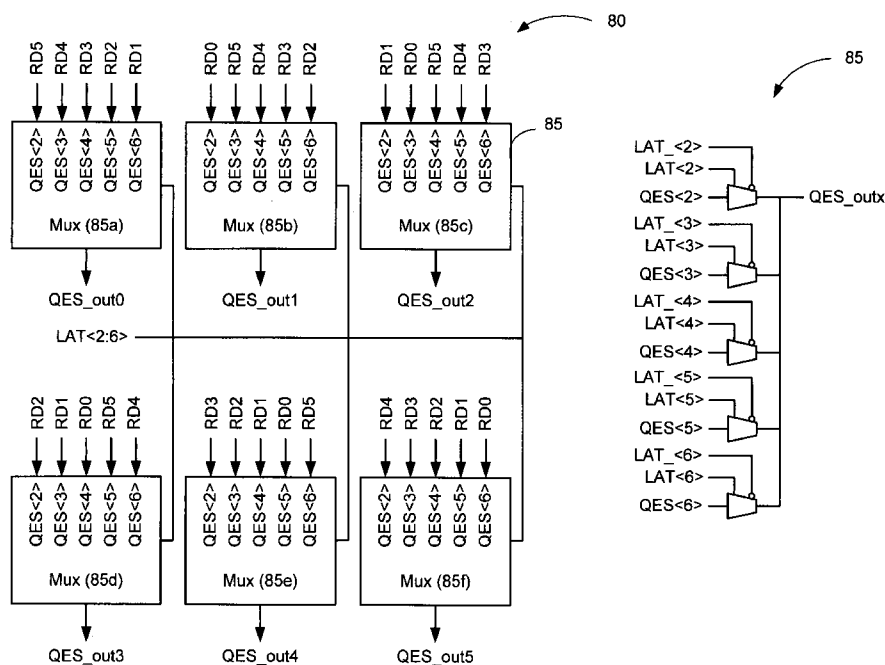 80
RD5 RD4 RD3 RD2 RD1
RD0 RD5 RD4 RD3 RD2
RD1 RD0 RD5 RD4 RD3
QES<2> QES<3> QES<4> QES<5> QES<6>
QES<2> QES<3> QES<4> QES<5> QES<6>
QES<2> QES<3> QES<4> QES<5> QES<6>
85
Mux (85a)
Mux (85b)
Mux (85c)
QES_out0
QES_out1
QES_out2
LAT<2:6>
RD2 RD1 RD0 RD5 RD4
RD3 RD2 RD1 RD0 RD5
RD4 RD3 RD2 RD1 RD0
QES<2> QES<3> QES<4> QES<5> QES<6>
QES<2> QES<3> QES<4> QES<5> QES<6>
QES<2> QES<3> QES<4> QES<5> QES<6>
Mux (85d)
Mux (85e)
Mux (85f)
QES_out3
QES_out4
QES_out5
85
LAT_<2>
LAT<2>
QES<2>
QES_outx
LAT_<3>
LAT<3>
QES<3>
LAT_<4>
LAT<4>
QES<4>
LAT_<5>
LAT<5>
QES<5>
LAT_<6>
LAT<6>
QES<6>